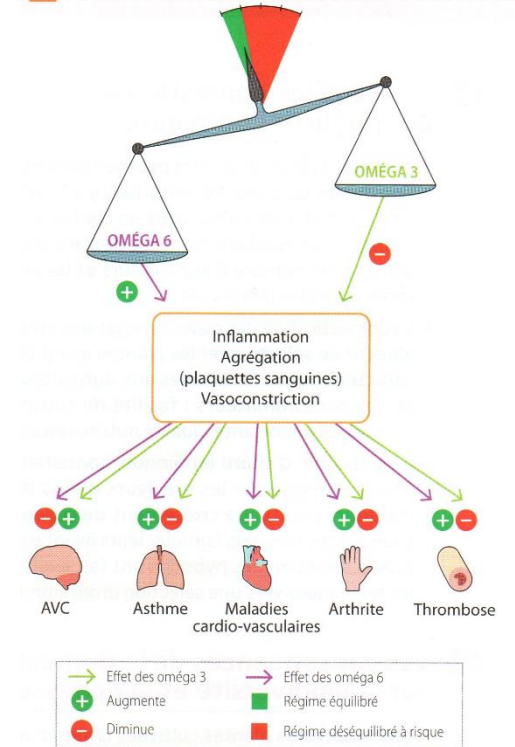 OMÉGA 3
OMÉGA 6
Inflammation
Agrégation
(plaquettes sanguines)
Vasoconstriction
AVC
Asthme
Maladies
cardio-vasculaires
Arthrite
Thrombose
Effet des oméga 3
Effet des oméga 6
Augmente
Régime équilibré
Diminue
Régime déséquilibré à risque